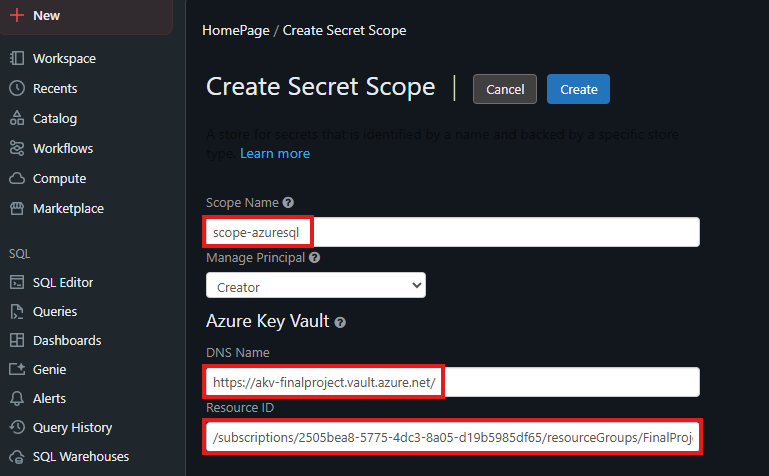 New
Workspace
Recents
Catalog
Workflows
Compute
Marketplace
SQL
SQL Editor
Queries
Dashboards
Genie
Alerts
Query History
SQL Warehouses
HomePage / Create Secret Scope
Create Secret Scope | Cancel Create
A store for secrets that is identified by a name and backed by a specific store
type. Learn more
Scope Name
scope-azuresql
Manage Principal
Creator
Azure Key Vault
DNS Name
https://akv-finalproject.vault.azure.net/
Resource ID
/subscriptions/2505bea8-5775-4dc3-8a05-d19b5985df65/resourceGroups/FinalProj